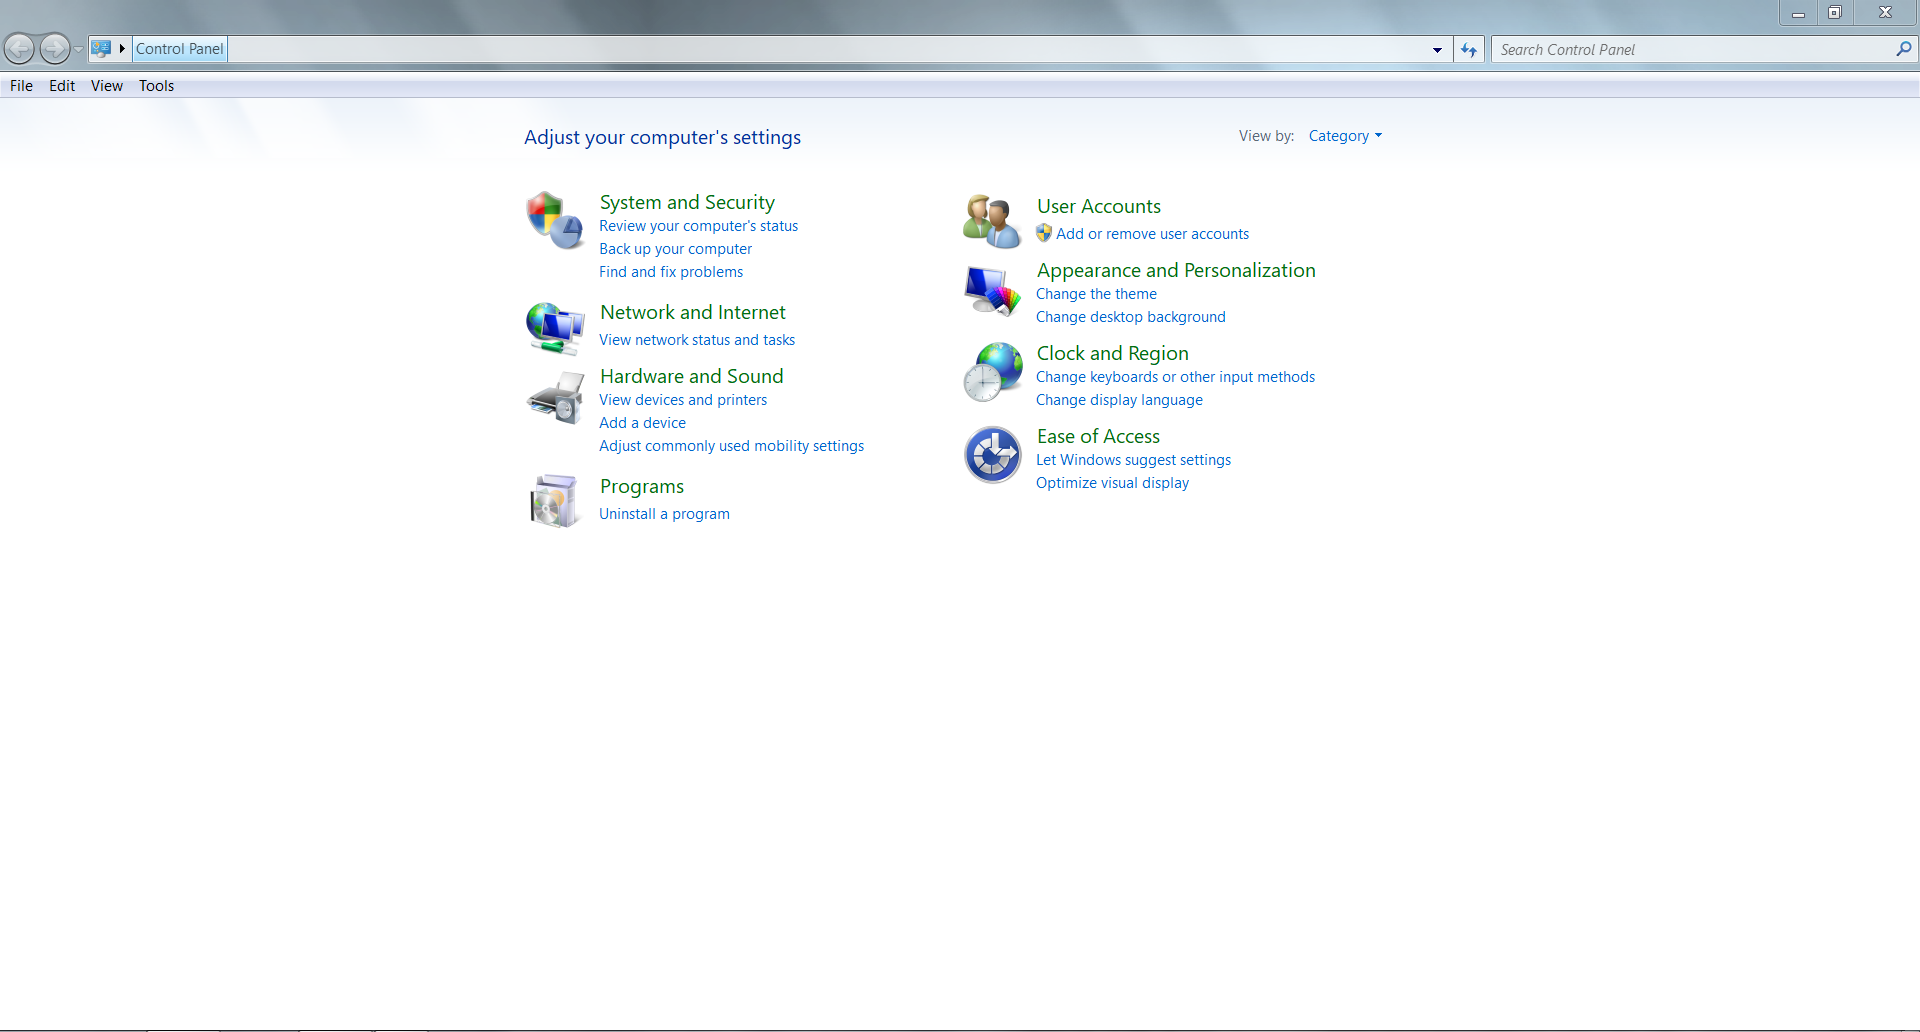 Control Panel
Search Control Panel
File Edit View Tools
Adjust your computer's settings
View by: Category
System and Security
Review your computer's status
Back up your computer
Find and fix problems
Network and Internet
View network status and tasks
Hardware and Sound
View devices and printers
Add a device
Adjust commonly used mobility settings
Programs
Uninstall a program
User Accounts
Add or remove user accounts
Appearance and Personalization
Change the theme
Change desktop background
Clock and Region
Change keyboards or other input methods
Change display language
Ease of Access
Let Windows suggest settings
Optimize visual display